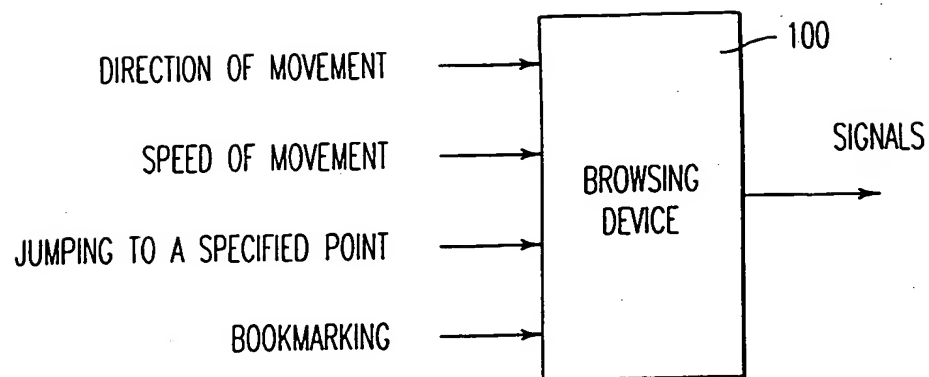 DIRECTION OF MOVEMENT
SPEED OF MOVEMENT
JUMPING TO A SPECIFIED POINT
BOOKMARKING
BROWSING
DEVICE
100
SIGNALS